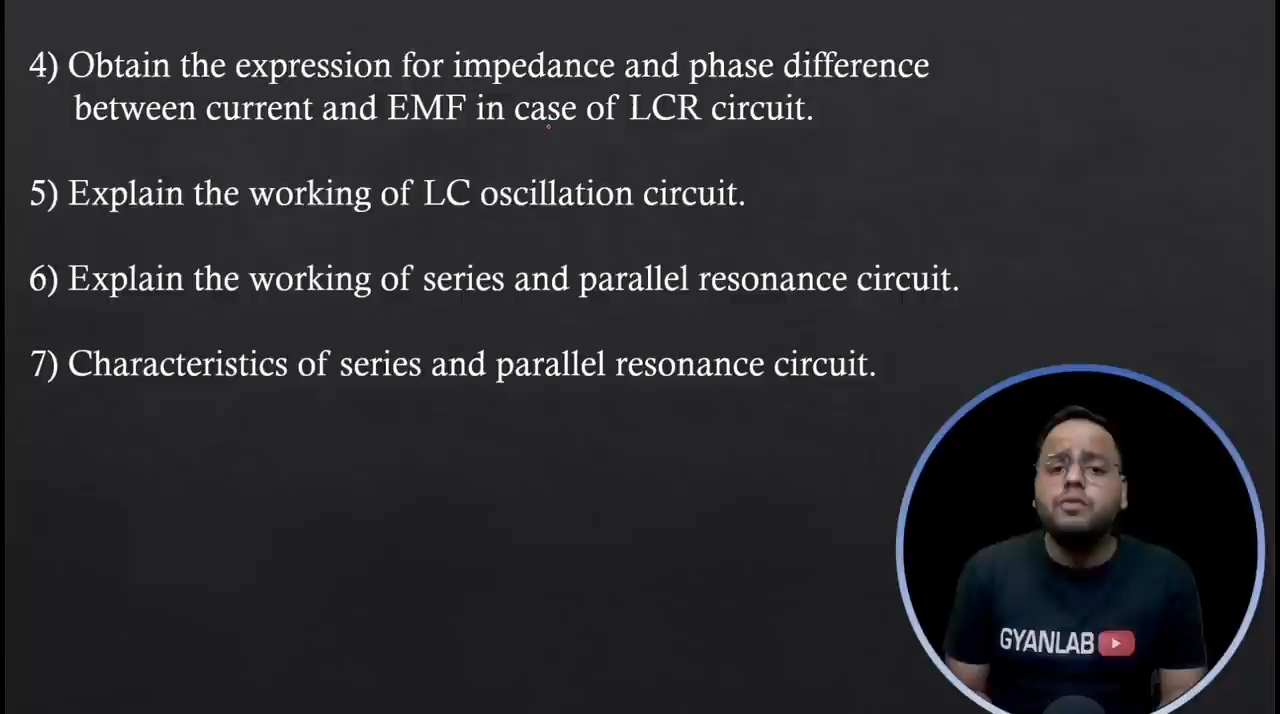 4) Obtain the expression for impedance and phase difference
between current and EMF in case of LCR circuit.
5) Explain the working of LC oscillation circuit.
6) Explain the working of series and parallel resonance circuit.
7) Characteristics of series and parallel resonance circuit.
GYANLAB